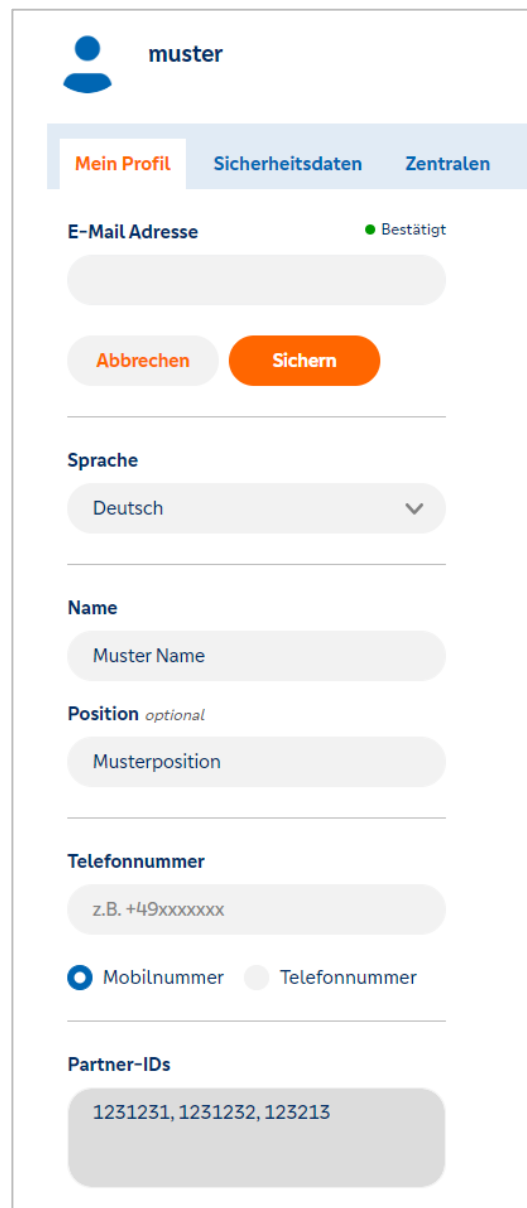 muster
Mein Profil Sicherheitsdaten Zentralen
E-Mail Adresse Bestätigt
Abbrechen Sichern
Sprache
Deutsch
Name
Muster Name
Position optional
Musterposition
Telefonnummer
z.B. +49xxxxxxx
Mobilnummer Telefonnummer
Partner-IDs
1231231, 1231232, 123213